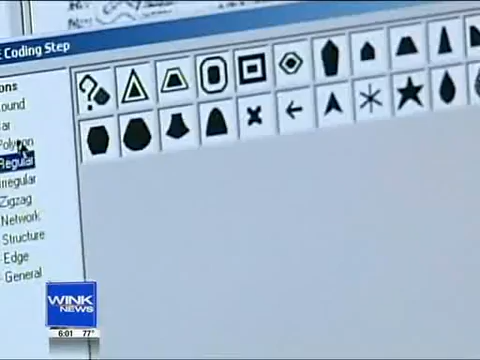 Coding Step
ons
ound
ar
Polygon
Regular
rregular
Zigzag
Network
Structure
Edge
General
WINK
NEWS
6:01 77°